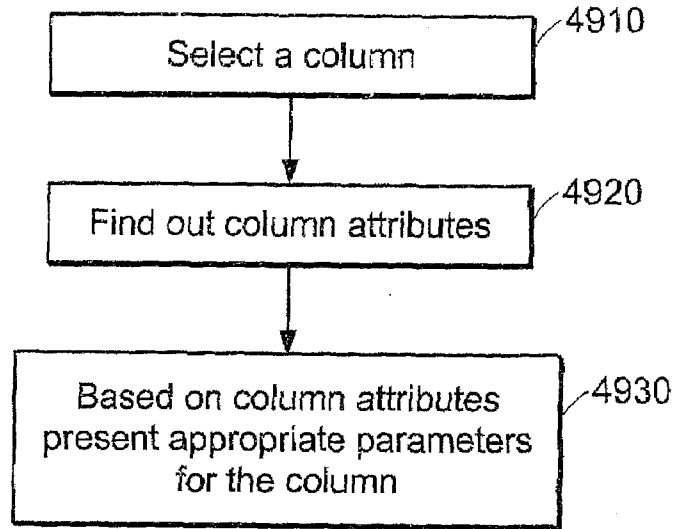 4910
Select a column
4920
Find out column attributes
4930
Based on column attributes
present appropriate parameters
for the column